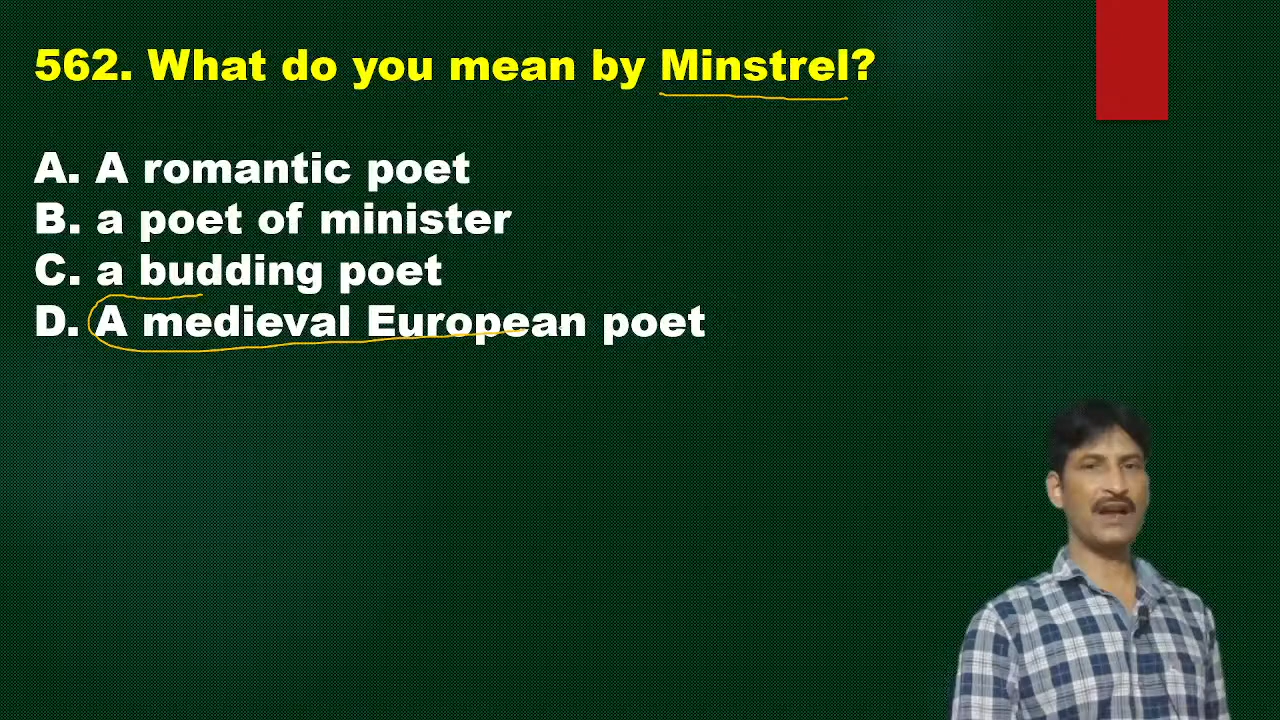 562. What do you mean by Minstrel?
A. A romantic poet
B. a poet of minister
C. a budding poet
D. A medieval European poet